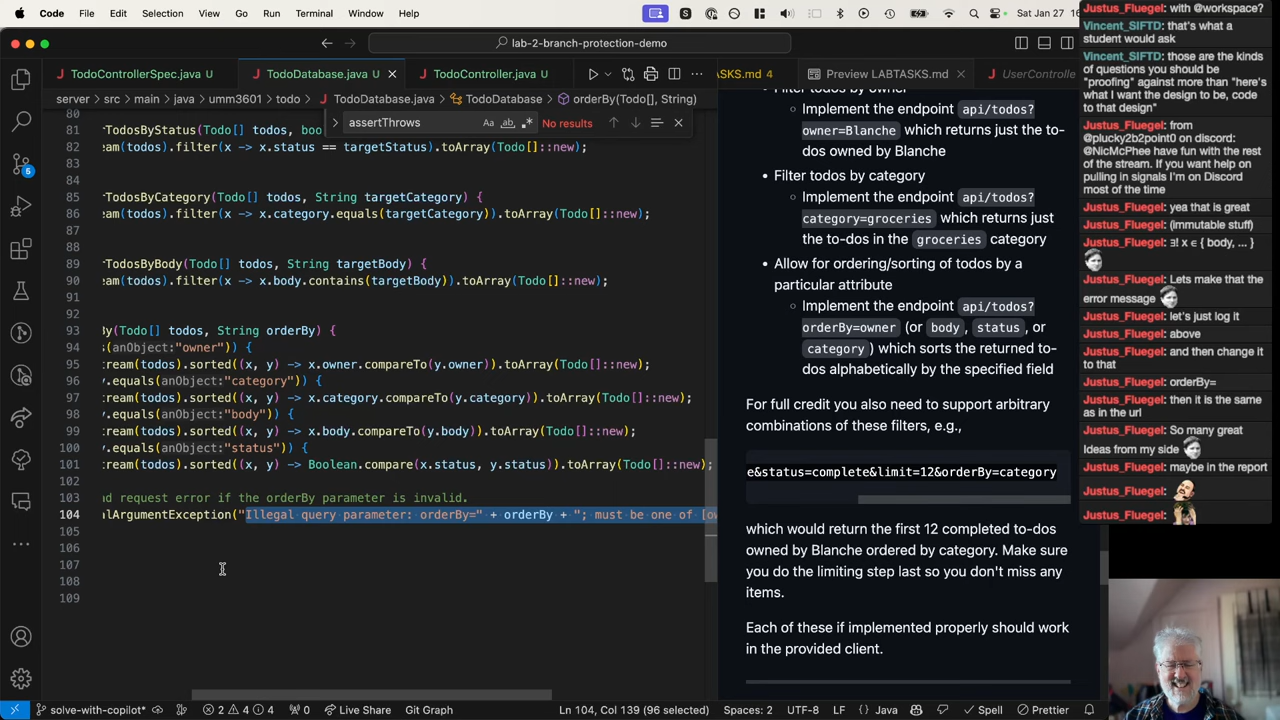 Code File Edit Selection View Go Run Terminal Window Help Sat Jan 27
lab-2-branch-protection-demo
TodoControllerSpec.java U TodoDatabase.java U TodoController.java U ASKS.md 4 Preview LABTASKS.md UserControlle
server > src > main > java > umm3601 > todo > TodoDatabase.java > TodoDatabase > orderBy(Todo[], String)
assertThrows Aa ab No results
80
81 TodosByStatus(Todo[] todos, boo
82 eam(todos).filter(x -> x.status == targetStatus).toArray(Todo[]::new);
83
84
85 TodosByCategory(Todo[] todos, String targetCategory) {
86 eam(todos).filter(x -> x.category.equals(targetCategory)).toArray(Todo[]::new);
87
88
89 TodosByBody(Todo[] todos, String targetBody) {
90 eam(todos).filter(x -> x.body.contains(targetBody)).toArray(Todo[]::new);
91
92
93 y(Todo[] todos, String orderBy) {
94 s(anObject:"owner")) {
95 ream(todos).sorted((x, y) -> x.owner.compareTo(y.owner)).toArray(Todo[]::new);
96 y.equals(anObject:"category")) {
97 ream(todos).sorted((x, y) -> x.category.compareTo(y.category)).toArray(Todo[]::new);
98 y.equals(anObject:"body")) {
99 ream(todos).sorted((x, y) -> x.body.compareTo(y.body)).toArray(Todo[]::new);
100 y.equals(anObject:"status")) {
101 ream(todos).sorted((x, y) -> Boolean.compare(x.status, y.status)).toArray(Todo[]::new);
102
103 ad request error if the orderBy parameter is invalid.
104 alArgumentException("Illegal query parameter: orderBy=" + orderBy + "; must be one of [ow
105
106
107
108
109
Filter todos by owner
• Implement the endpoint api/todos?
owner=Blanche which returns just the to-
dos owned by Blanche
• Filter todos by category
• Implement the endpoint api/todos?
category=groceries which returns just
the to-dos in the groceries category
• Allow for ordering/sorting of todos by a
particular attribute
• Implement the endpoint api/todos?
orderBy=owner (or body, status, or
category) which sorts the returned to-
dos alphabetically by the specified field
For full credit you also need to support arbitrary
combinations of these filters, e.g.,
e&status=complete&limit=12&orderBy=category
which would return the first 12 completed to-dos
owned by Blanche ordered by category. Make sure
you do the limiting step last so you don't miss any
items.
Each of these if implemented properly should work
in the provided client.
Justus_Fluegel: with @workspace?
Vincent_SIFTD: that's what a
student would ask
Vincent_SIFTD: those are the kinds
of questions you should be
"proofing" against more than "here's
what I want the design to be, code
to that design"
Justus_Fluegel: from
@plucky2b2point0 on discord:
@NicMcPhee have fun with the rest
of the stream. If you want help on
pulling in signals I'm on Discord
most of the time
Justus_Fluegel: yea that is great
Justus_Fluegel: (immutable stuff)
Justus_Fluegel: ∃! x ∈ { body, ... }
Justus_Fluegel: Lets make that the
error message
Justus_Fluegel: let's just log it
Justus_Fluegel: above
Justus_Fluegel: and then change it
to that
Justus_Fluegel: orderBy=
Justus_Fluegel: then it is the same
as in the url
Justus_Fluegel: So many great
Ideas from my side
Justus_Fluegel: maybe in the report
Justus_Fluegel:
Justus_Fluegel:
5
solve-with-copilot* 2 4 4 0 Live Share Git Graph Ln 104, Col 139 (96 selected) Spaces: 2 UTF-8 LF Java Spell Prettier